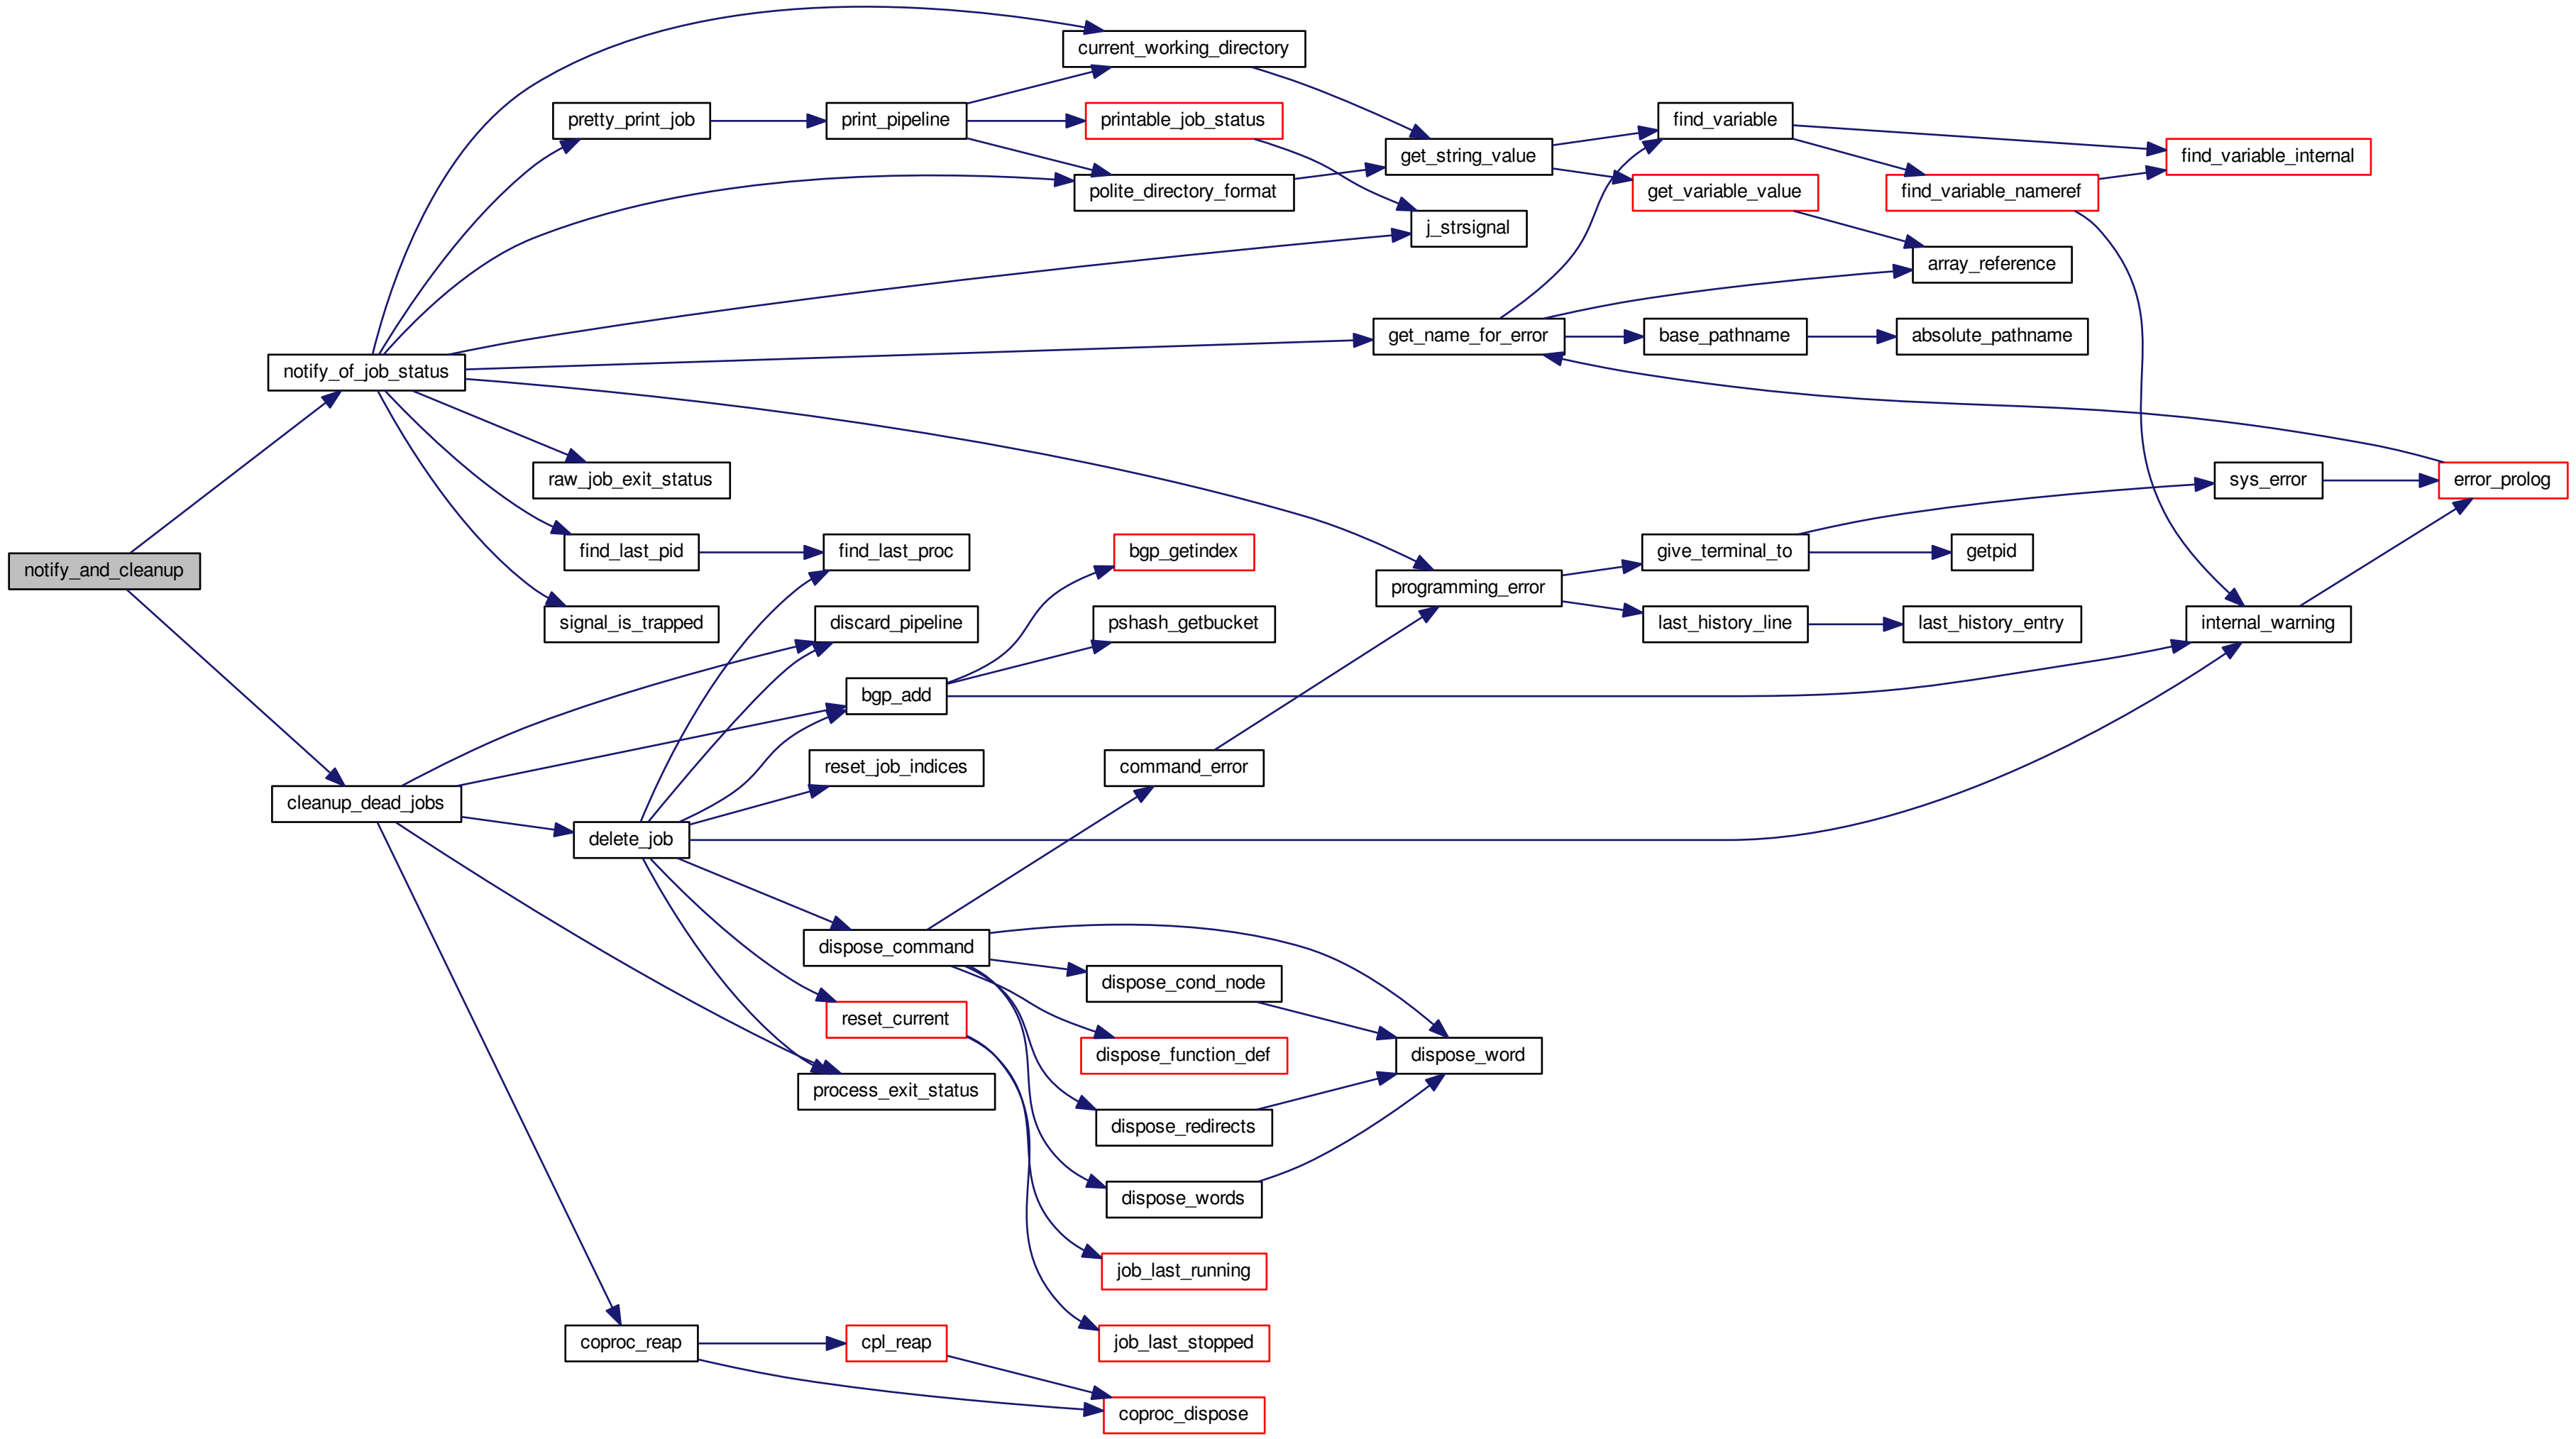 current_working_directory
pretty_print_job
print_pipeline
printable_job_status
find_variable
get_string_value
find_variable_internal
polite_directory_format
get_variable_value
find_variable_nameref
j_strsignal
array_reference
get_name_for_error
base_pathname
absolute_pathname
notify_of_job_status
raw_job_exit_status
sys_error
error_prolog
find_last_pid
find_last_proc
bgp_getindex
give_terminal_to
getpid
notify_and_cleanup
programming_error
signal_is_trapped
discard_pipeline
pshash_getbucket
last_history_line
last_history_entry
internal_warning
bgp_add
reset_job_indices
command_error
cleanup_dead_jobs
delete_job
dispose_command
dispose_cond_node
reset_current
dispose_function_def
dispose_word
process_exit_status
dispose_redirects
dispose_words
job_last_running
coproc_reap
cpl_reap
job_last_stopped
coproc_dispose